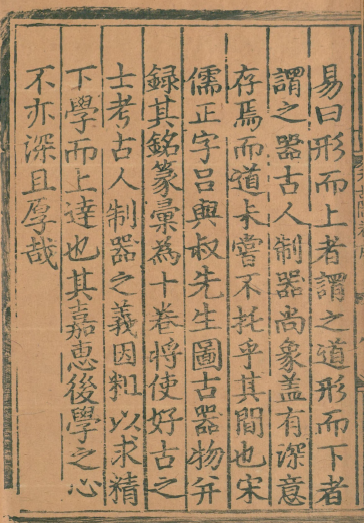 易曰形而上者謂之道形而下者
謂之器古人制器尚象盖有深意
存焉而道未嘗不托乎其間也宋
儒正字吕與叔先生圖古器物并
録其銘篆彙為十卷将使好古之
士考古人制器之義因粗以求精
下學而上達也其嘉惠後學之心
不亦深且厚哉